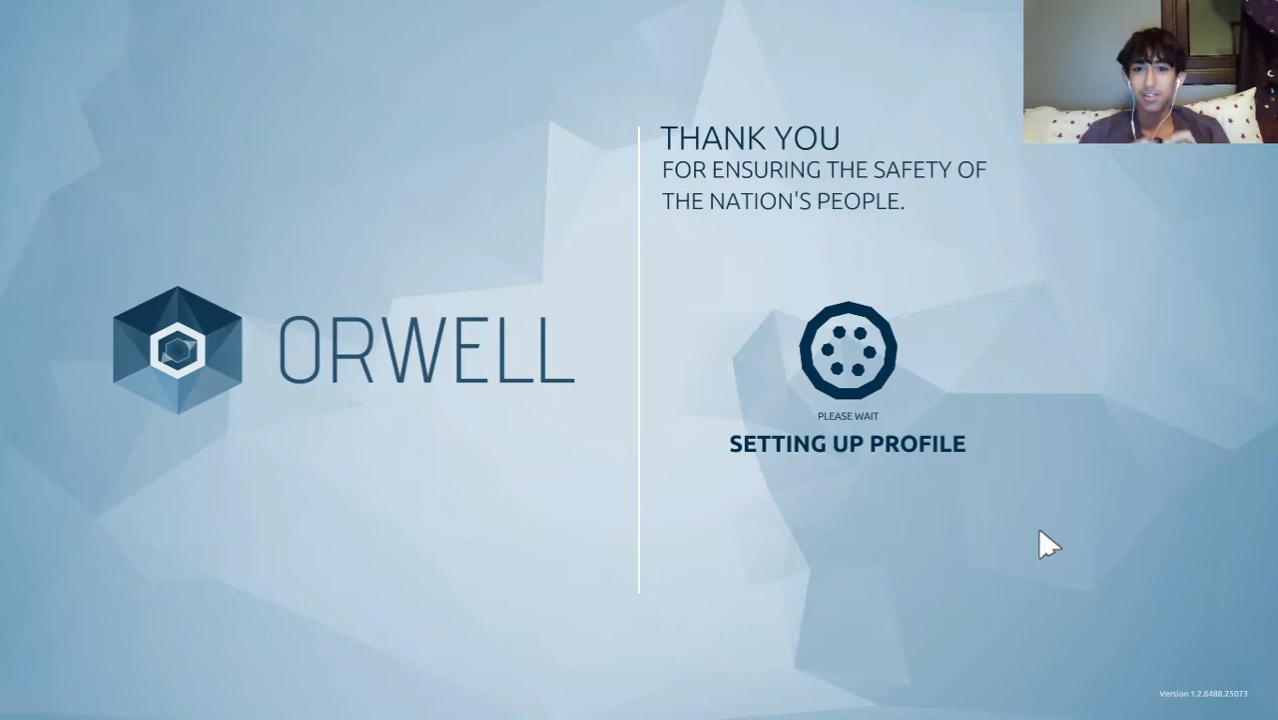 THANK YOU
FOR ENSURING THE SAFETY OF
THE NATION'S PEOPLE.
ORWELL
PLEASE WAIT
SETTING UP PROFILE
Version 1.2.6488.25073